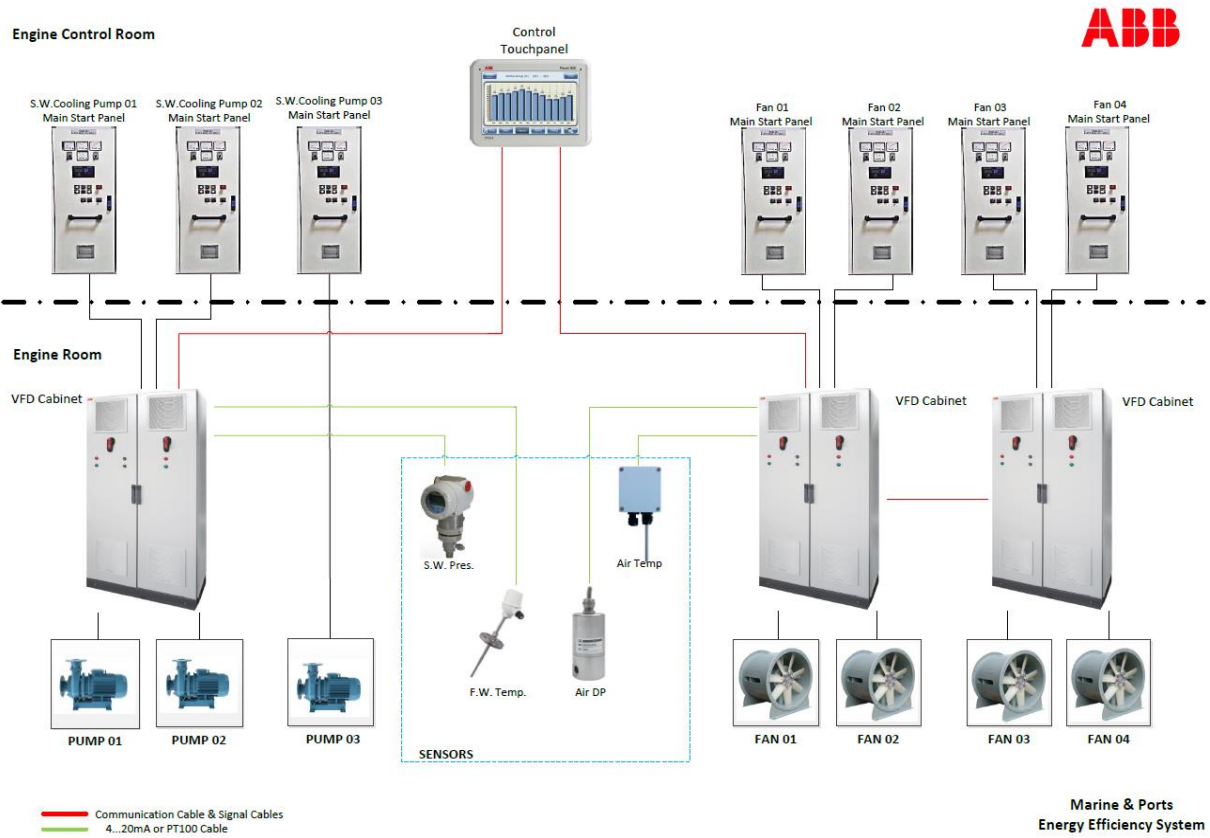 Engine Control Room
Control
Touchpanel
ABB
S.W.Cooling Pump 01
Main Start Panel
S.W.Cooling Pump 02
Main Start Panel
S.W.Cooling Pump 03
Main Start Panel
Fan 01
Main Start Panel
Fan 02
Main Start Panel
Fan 03
Main Start Panel
Fan 04
Main Start Panel
ABB
Engine Room
VFD Cabinet
VFD Cabinet
VFD Cabinet
S.W. Pres.
Air Temp
F.W. Temp.
Air DP
SENSORS
PUMP 01
PUMP 02
PUMP 03
FAN 01
FAN 02
FAN 03
FAN 04
Communication Cable & Signal Cables
4...20mA or PT100 Cable
Marine & Ports
Energy Efficiency System